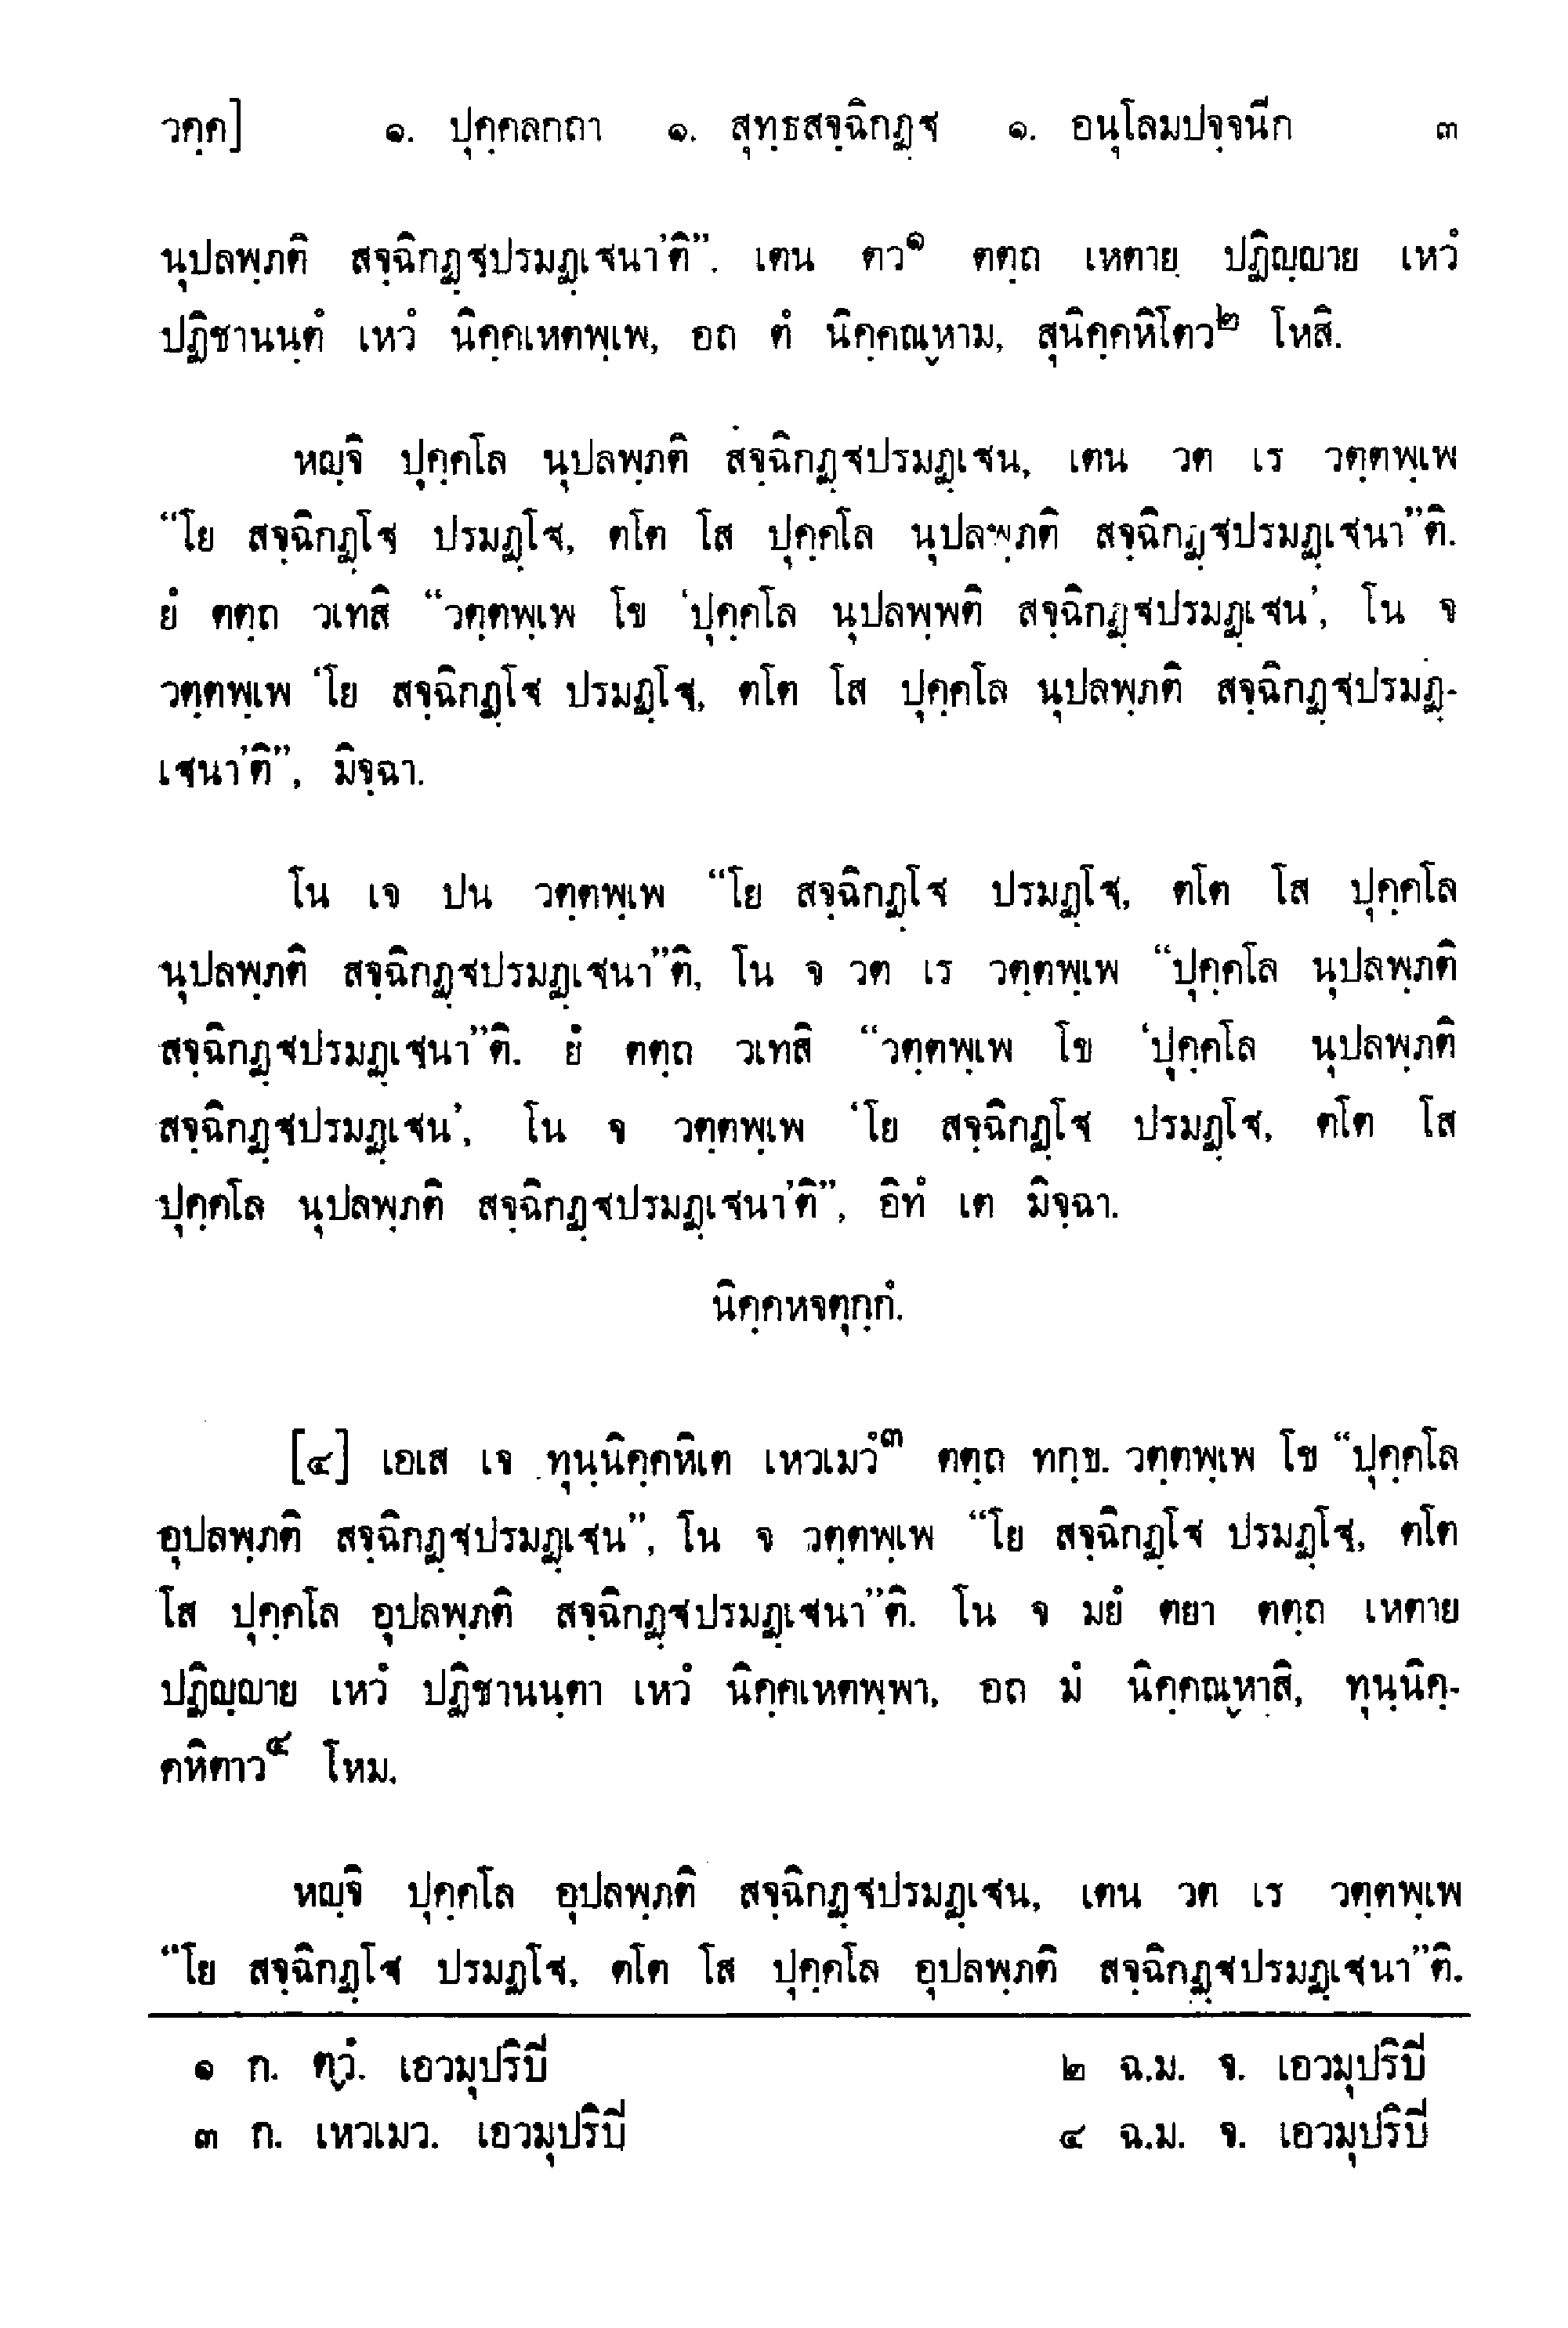 วคฺค]    ๑. ปุคฺคลกถา    ๑. สุทฺธสจฺฉิกฏฺฐ    ๑. อนุโลมปจฺจนีก    ๓
นุปลพฺภติ สจฺฉิกฏฺฐปรมฏฺเฐนา’ติ”. เตน ตว๑ ตตฺถ เหตาย ปฏิญฺญาย เหวํ
ปฏิชานนฺตํ เหวํ นิคฺคเหตพฺเพ, อถ ตํ นิคฺคณฺหาม, สุนิคฺคหิโตว๒ โหสิ.
หญฺจิ ปุคฺคโล นุปลพฺภติ สจฺฉิกฏฺฐปรมฏฺเฐน, เตน วต เร วตฺตพฺเพ
“โย สจฺฉิกฏฺโฐ ปรมฏฺโฐ, ตโต โส ปุคฺคโล นุปลพฺภติ สจฺฉิกฏฺฐปรมฏฺเฐนา”ติ.
ยํ ตตฺถ วเทสิ “วตฺตพฺเพ โข ‘ปุคฺคโล นุปลพฺพติ สจฺฉิกฏฺฐปรมฏฺเฐน’, โน จ
วตฺตพฺเพ ‘โย สจฺฉิกฏฺโฐ ปรมฏฺโฐ, ตโต โส ปุคฺคโล นุปลพฺภติ สจฺฉิกฏฺฐปรมฏฺ-
เฐนา’ติ”, มิจฺฉา.
โน เจ ปน วตฺตพฺเพ “โย สจฺฉิกฏฺโฐ ปรมฏฺโฐ, ตโต โส ปุคฺคโล
นุปลพฺภติ สจฺฉิกฏฺฐปรมฏฺเฐนา”ติ, โน จ วต เร วตฺตพฺเพ “ปุคฺคโล นุปลพฺภติ
สจฺฉิกฏฺฐปรมฏฺเฐนา”ติ. ยํ ตตฺถ วเทสิ “วตฺตพฺเพ โข ‘ปุคฺคโล นุปลพฺภติ
สจฺฉิกฏฺฐปรมฏฺเฐน’, โน จ วตฺตพฺเพ ‘โย สจฺฉิกฏฺโฐ ปรมฏฺโฐ, ตโต โส
ปุคฺคโล นุปลพฺภติ สจฺฉิกฏฺฐปรมฏฺเฐนา’ติ”, อิทํ เต มิจฺฉา.
นิคฺคหจตุกฺกํ.
[๔] เอเส เจ ทุนฺนิคฺคหิเต เหวเมวํ๓ ตตฺถ ทกฺข. วตฺตพฺเพ โข “ปุคฺคโล
อุปลพฺภติ สจฺฉิกฏฺฐปรมฏฺเฐน”, โน จ วตฺตพฺเพ “โย สจฺฉิกฏฺโฐ ปรมฏฺโฐ, ตโต
โส ปุคฺคโล อุปลพฺภติ สจฺฉิกฏฺฐปรมฏฺเฐนา”ติ. โน จ มยํ ตยา ตตฺถ เหตาย
ปฏิญฺญาย เหวํ ปฏิชานนฺตา เหวํ นิคฺคเหตพฺพา, อถ มํ นิคฺคณฺหาสิ, ทุนฺนิคฺ-
คหิตาว๔ โหม.
หญฺจิ ปุคฺคโล อุปลพฺภติ สจฺฉิกฏฺฐปรมฏฺเฐน, เตน วต เร วตฺตพฺเพ
“โย สจฺฉิกฏฺโฐ ปรมฏฺโฐ, ตโต โส ปุคฺคโล อุปลพฺภติ สจฺฉิกฏฺฐปรมฏฺเฐนา”ติ.
๑ ก. ตฺวํ. เอวมุปริปี    ๒ ฉ.ม. จ. เอวมุปริปี
๓ ก. เหวเมว. เอวมุปริปี    ๔ ฉ.ม. จ. เอวมุปริปี